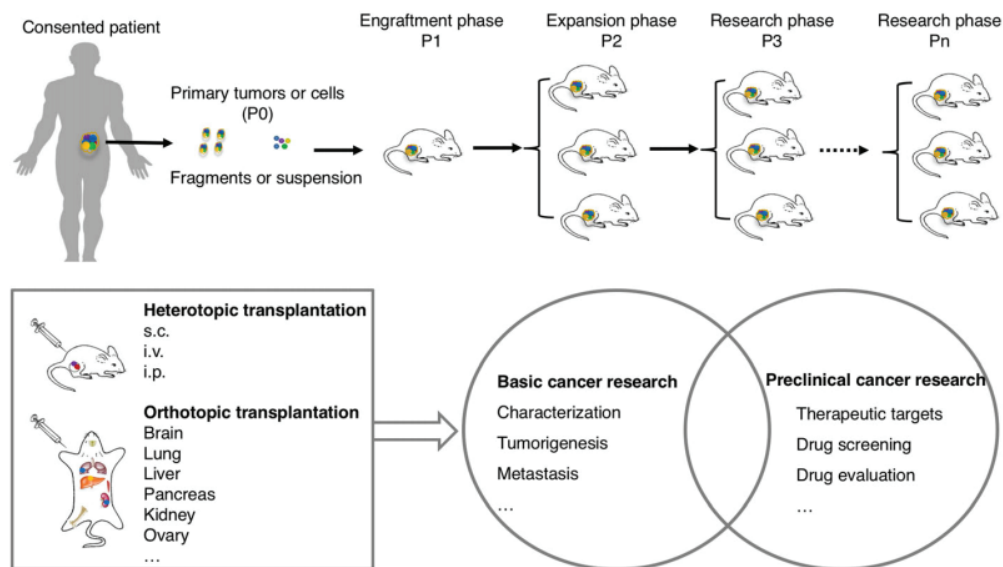 Consented patient
Primary tumors or cells
(P0)
Fragments or suspension
Engraftment phase
P1
Expansion phase
P2
Research phase
P3
Research phase
Pn
Heterotopic transplantation
s.c.
i.v.
i.p.
Orthotopic transplantation
Brain
Lung
Liver
Pancreas
Kidney
Ovary
...
Basic cancer research
Characterization
Tumorigenesis
Metastasis
...
Preclinical cancer research
Therapeutic targets
Drug screening
Drug evaluation
...